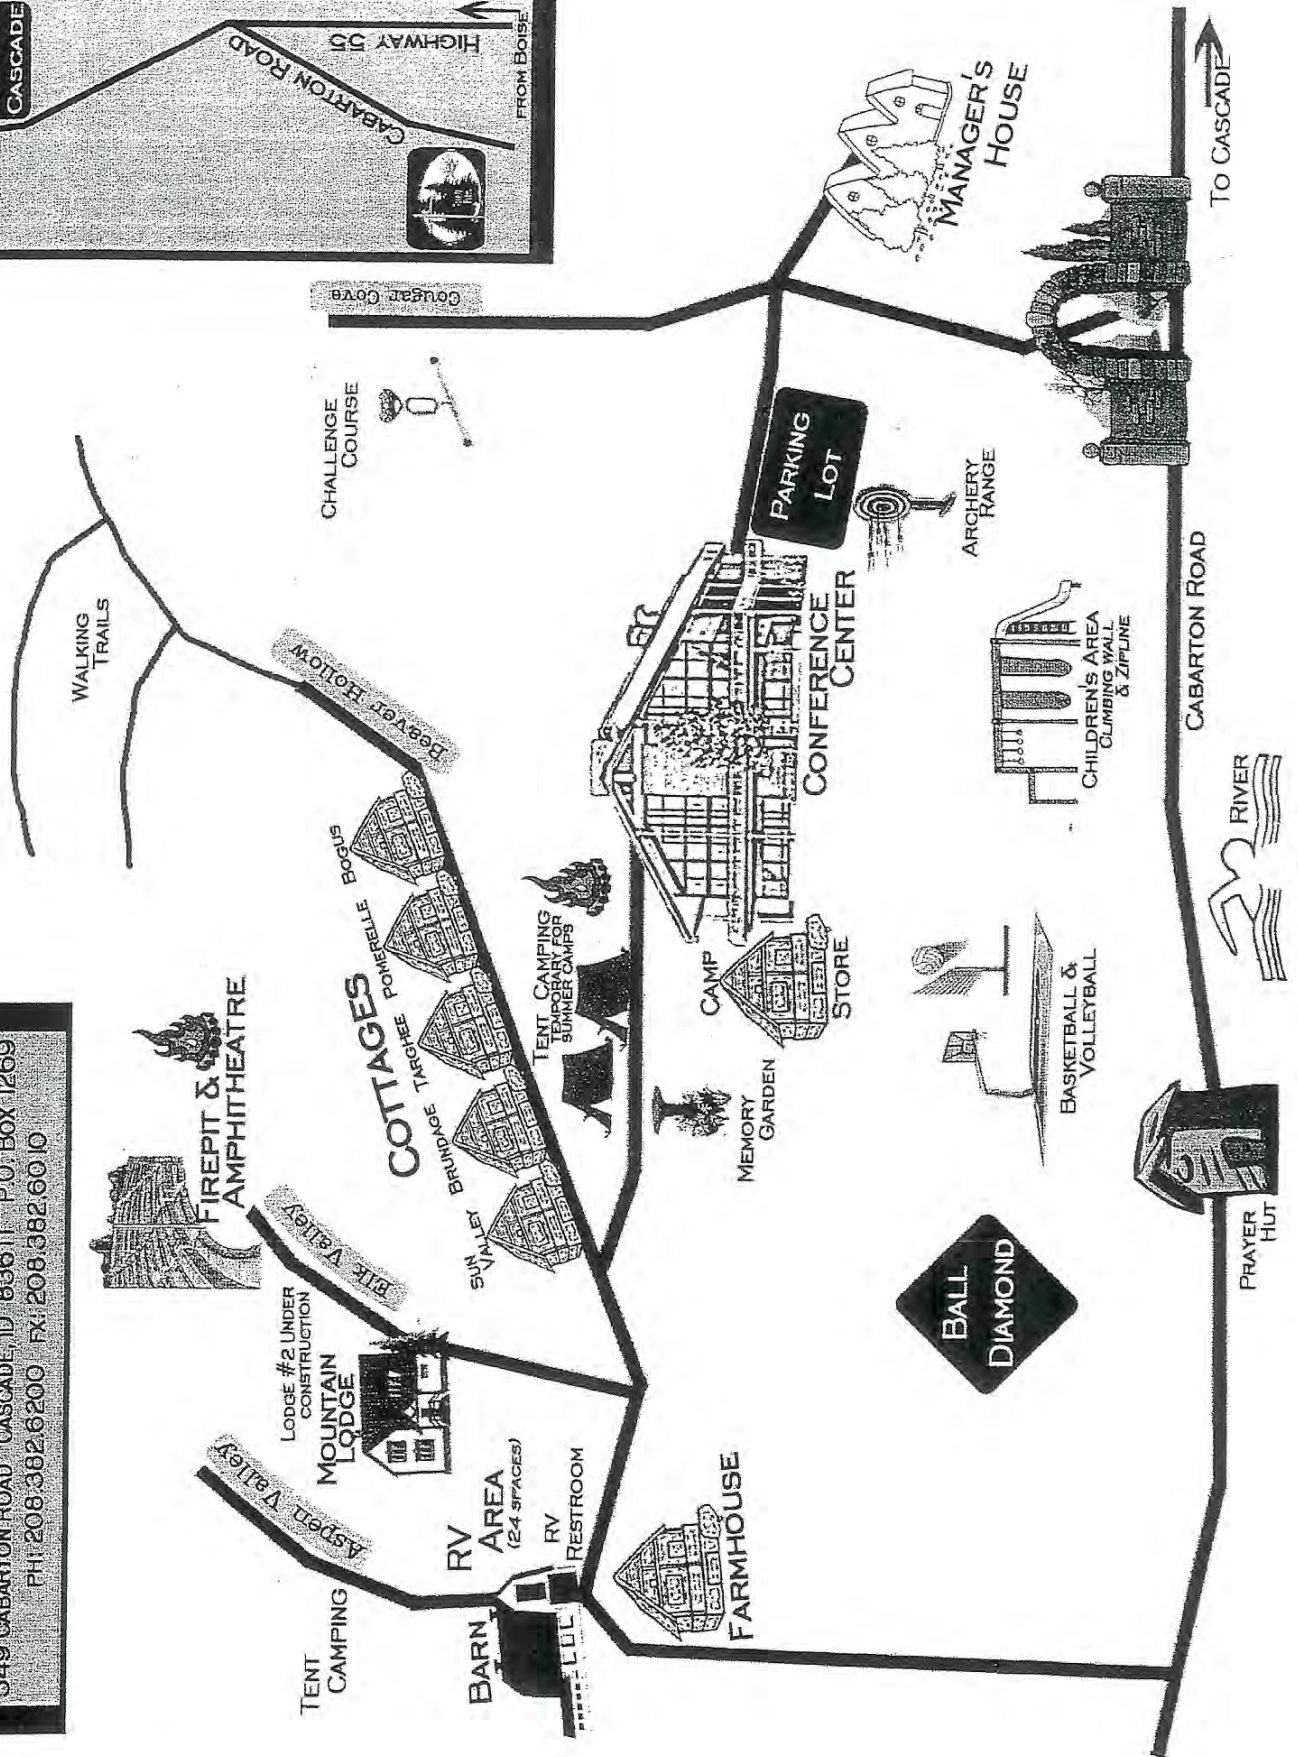 CABARTON ROAD CASCADE, ID 83611 P.O. BOX 1269
PH: 208.382.6200 FX: 208.382.6010
CASCADE
HIGHWAY 55
CABARTON ROAD
FROM BOISE
WALKING
TRAILS
FIREPIT &
AMPHITHEATRE
Aspen Valley
Elk Valley
Beaver Hollow
Cougar Cove
CHALLENGE
COURSE
TENT
CAMPING
LODGE #2 UNDER
CONSTRUCTION
MOUNTAIN
LODGE
COTTAGES
SUN
VALLEY
BRUNDAGE
TARGHEE
POMERELLE
BOGUS
BARN
RV
AREA
(24 SPACES)
RV
RESTROOM
TENT CAMPING
TEMPORARY FOR
SUMMER CAMPS
FARMHOUSE
MEMORY
GARDEN
CAMP
STORE
CONFERENCE
CENTER
PARKING
LOT
MANAGER'S
HOUSE
ARCHERY
RANGE
BALL
DIAMOND
BASKETBALL &
VOLLEYBALL
CHILDREN'S AREA
CLIMBING WALL
& ZIPLINE
PRAYER
HUT
RIVER
CABARTON ROAD
TO CASCADE